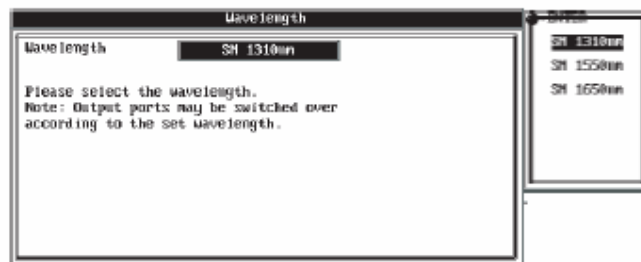 Wavelength
Wavelength SM 1310nm
Please select the wavelength.
Note: Output ports may be switched over
according to the set wavelength.
SM 1310nm
SM 1550nm
SM 1650nm